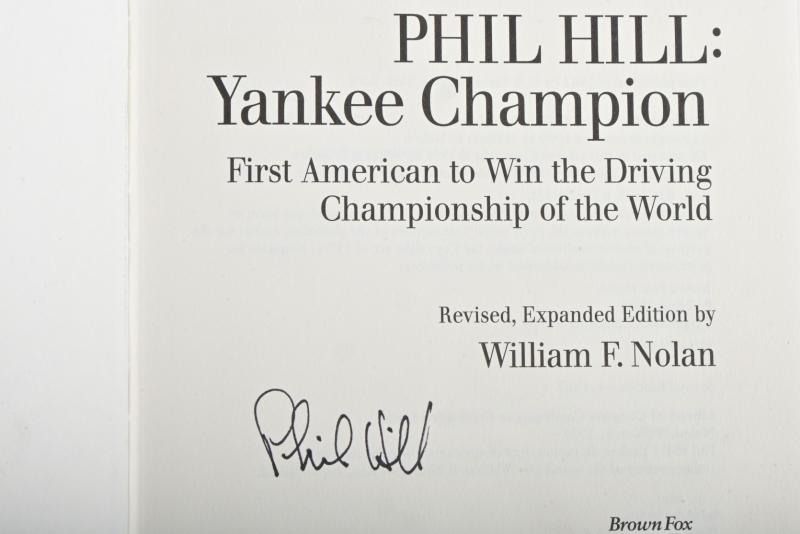 PHIL HILL:
Yankee Champion
First American to Win the Driving
Championship of the World
Revised, Expanded Edition by
William F. Nolan
Phil Hill
Brown Fox